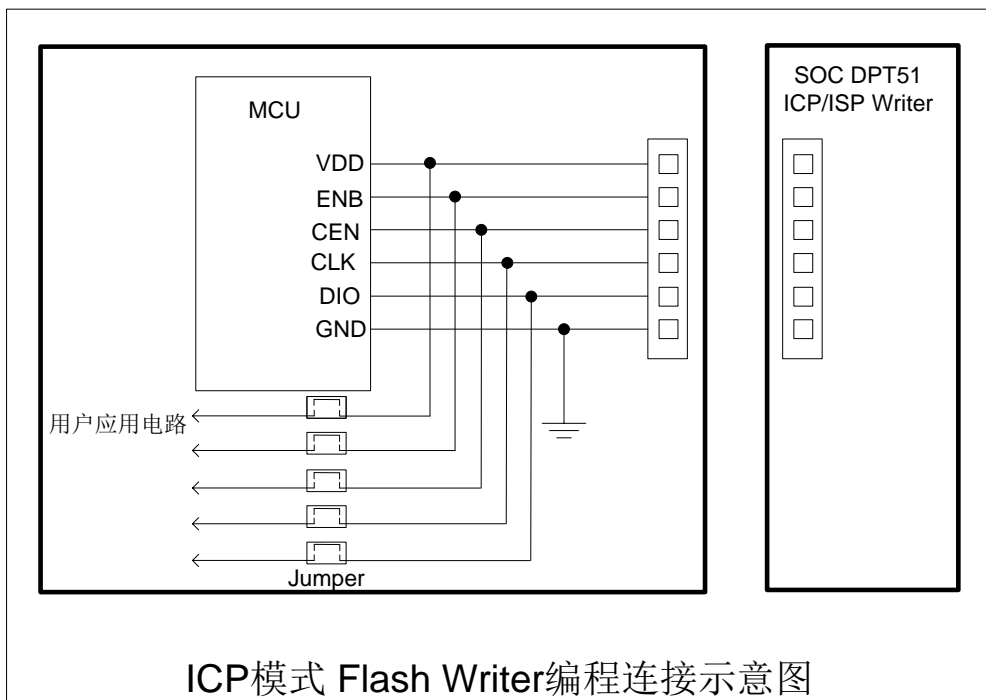 SOC DPT51
ICP/ISP Writer
MCU
VDD
ENB
CEN
CLK
DIO
GND
用户应用电路
Jumper
ICP模式 Flash Writer编程连接示意图